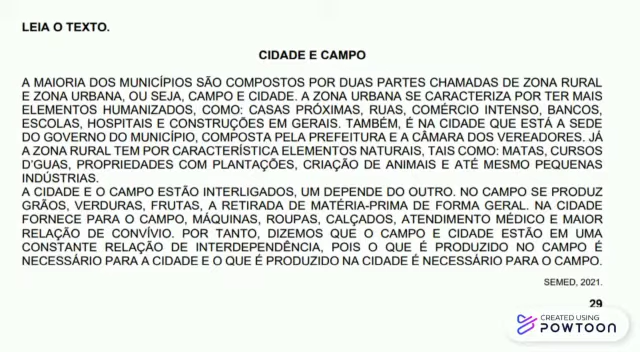 LEIA O TEXTO.
CIDADE E CAMPO
A MAIORIA DOS MUNICÍPIOS SÃO COMPOSTOS POR DUAS PARTES CHAMADAS DE ZONA RURAL
E ZONA URBANA, OU SEJA, CAMPO E CIDADE. A ZONA URBANA SE CARACTERIZA POR TER MAIS
ELEMENTOS HUMANIZADOS, COMO: CASAS PRÓXIMAS, RUAS, COMÉRCIO INTENSO, BANCOS,
ESCOLAS, HOSPITAIS E CONSTRUÇÕES EM GERAIS. TAMBÉM, É NA CIDADE QUE ESTÁ A SEDE
DO GOVERNO DO MUNICÍPIO, COMPOSTA PELA PREFEITURA E A CÂMARA DOS VEREADORES. JÁ
A ZONA RURAL TEM POR CARACTERÍSTICA ELEMENTOS NATURAIS, TAIS COMO: MATAS, CURSOS
D'GUAS, PROPRIEDADES COM PLANTAÇÕES, CRIAÇÃO DE ANIMAIS E ATÉ MESMO PEQUENAS
INDÚSTRIAS.
A CIDADE E O CAMPO ESTÃO INTERLIGADOS, UM DEPENDE DO OUTRO. NO CAMPO SE PRODUZ
GRÃOS, VERDURAS, FRUTAS, A RETIRADA DE MATÉRIA-PRIMA DE FORMA GERAL. NA CIDADE
FORNECE PARA O CAMPO, MÁQUINAS, ROUPAS, CALÇADOS, ATENDIMENTO MÉDICO E MAIOR
RELAÇÃO DE CONVÍVIO. POR TANTO, DIZEMOS QUE O CAMPO E CIDADE ESTÃO EM UMA
CONSTANTE RELAÇÃO DE INTERDEPENDÊNCIA, POIS O QUE É PRODUZIDO NO CAMPO É
NECESSÁRIO PARA A CIDADE E O QUE É PRODUZIDO NA CIDADE É NECESSÁRIO PARA O CAMPO.
SEMED, 2021.
29
CREATED USING
POWTOON